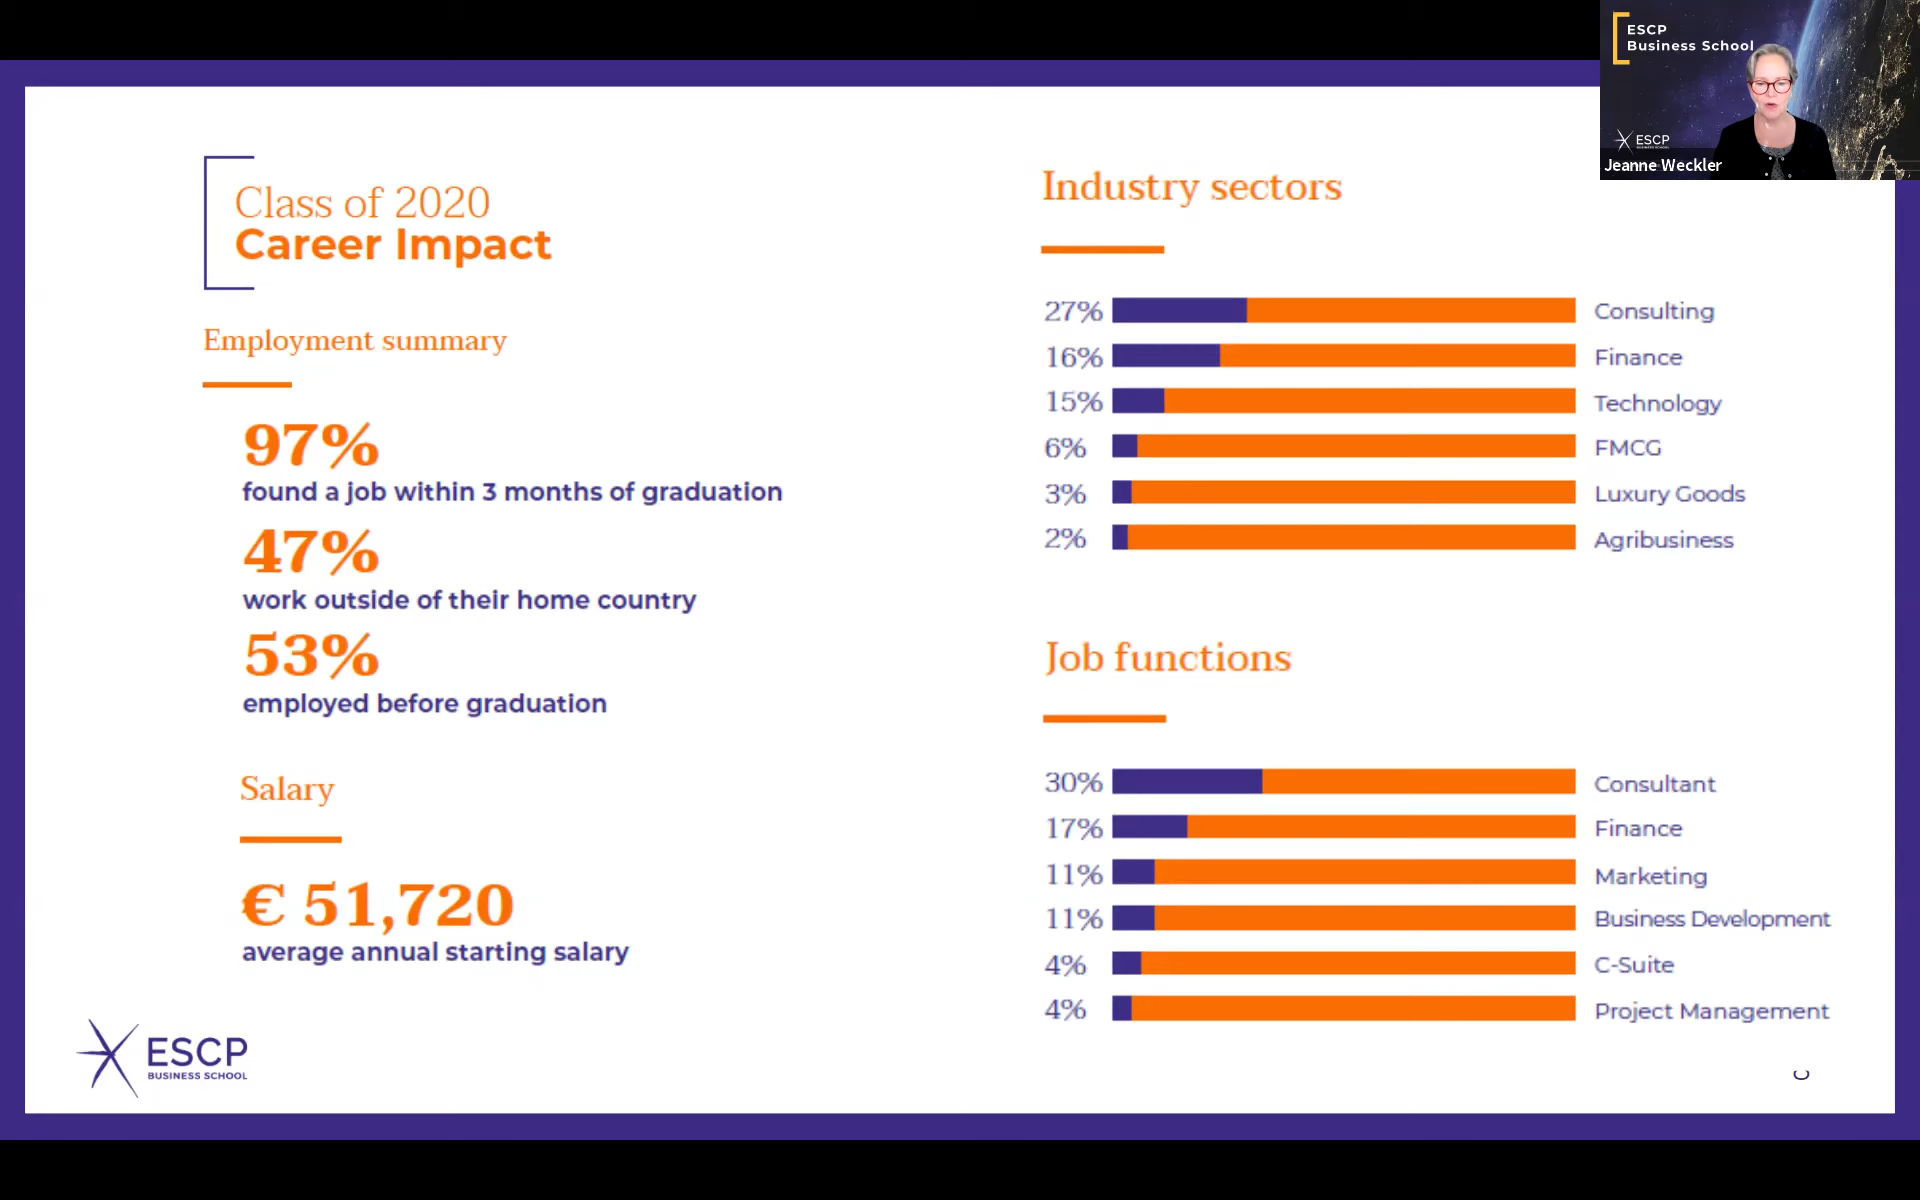 ESCP
Business School
ESCP
BUSINESS SCHOOL
Jeanne Weckler
Class of 2020
Career Impact
Employment summary
97%
found a job within 3 months of graduation
47%
work outside of their home country
53%
employed before graduation
Salary
€ 51,720
average annual starting salary
ESCP
BUSINESS SCHOOL
Industry sectors
27% Consulting
16% Finance
15% Technology
6% FMCG
3% Luxury Goods
2% Agribusiness
Job functions
30% Consultant
17% Finance
11% Marketing
11% Business Development
4% C-Suite
4% Project Management